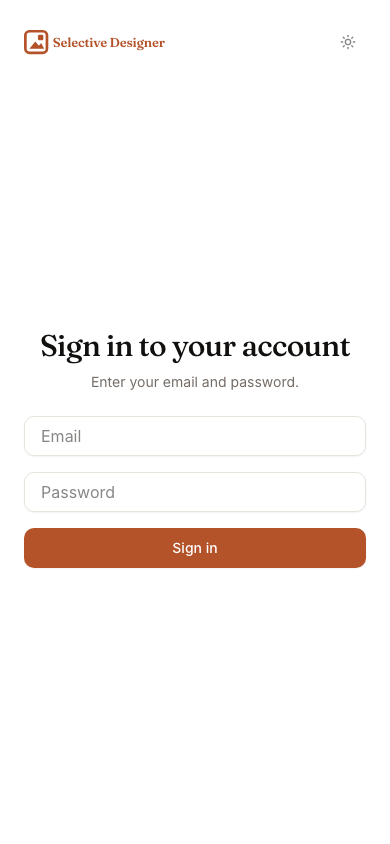 Selective Designer
Sign in to your account
Enter your email and password.
Email
Password
Sign in